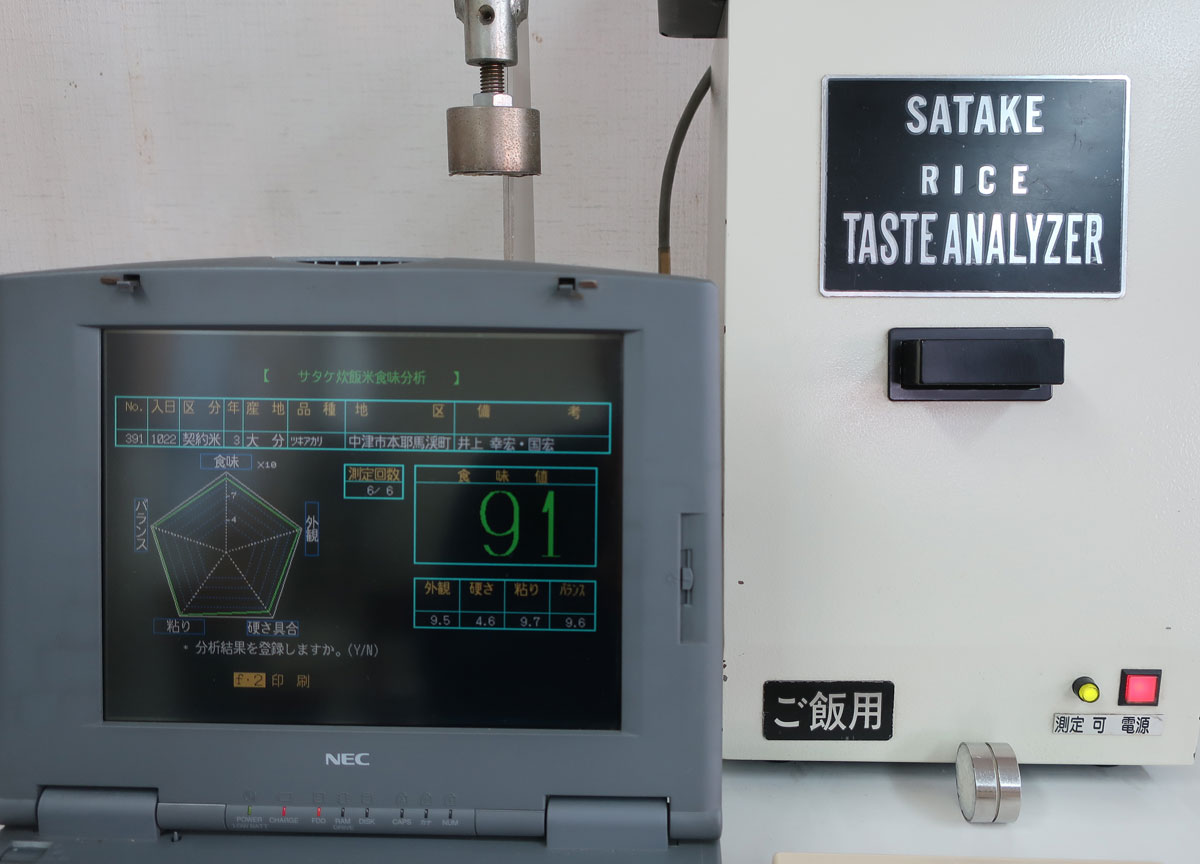 SATAKE
RICE
TASTE ANALYZER
【 サタケ炊飯米食味分析 】
No. 入日 区分 年 産地 品種 地区 備考
391 1022 契約米 3 大分 ツキアカリ 中津市本耶馬渓町 井上 幸宏・国宏
食味 ×10
7
4
バランス
外観
粘り
硬さ具合
測定回数
6/ 6
食味値
91
外観 硬さ 粘り バランス
9.5 4.6 9.7 9.6
* 分析結果を登録しますか。(Y/N)
f・2 印刷
ご飯用
測定 可 電源
NEC
POWER CHARGE FDD RAM DISK CAPS カナ NUM